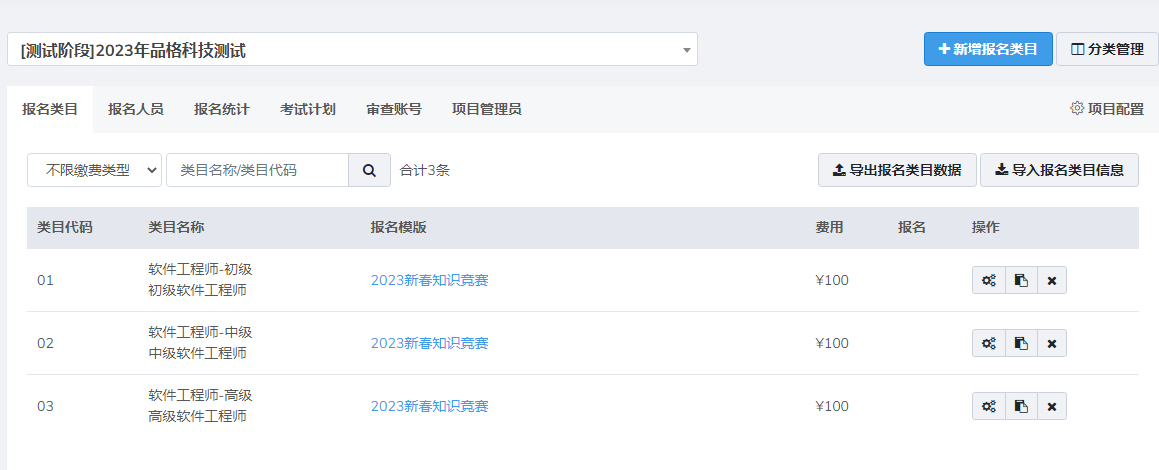 [测试阶段]2023年品格科技测试
新增报名类目 分类管理
报名类目 报名人员 报名统计 考试计划 审查账号 项目管理员 项目配置
不限缴费类型 类目名称/类目代码 合计3条 导出报名类目数据 导入报名类目信息
类目代码 类目名称 报名模版 费用 报名 操作
01 软件工程师-初级 2023新春知识竞赛 ¥100
初级软件工程师
02 软件工程师-中级 2023新春知识竞赛 ¥100
中级软件工程师
03 软件工程师-高级 2023新春知识竞赛 ¥100
高级软件工程师